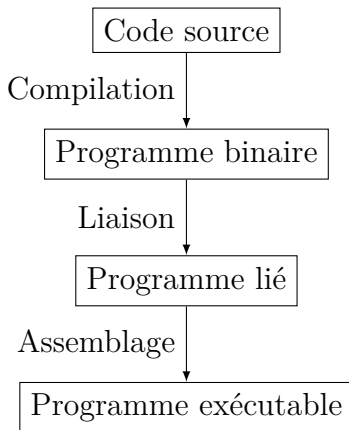 Code source
Compilation
Programme binaire
Liaison
Programme lié
Assemblage
Programme exécutable